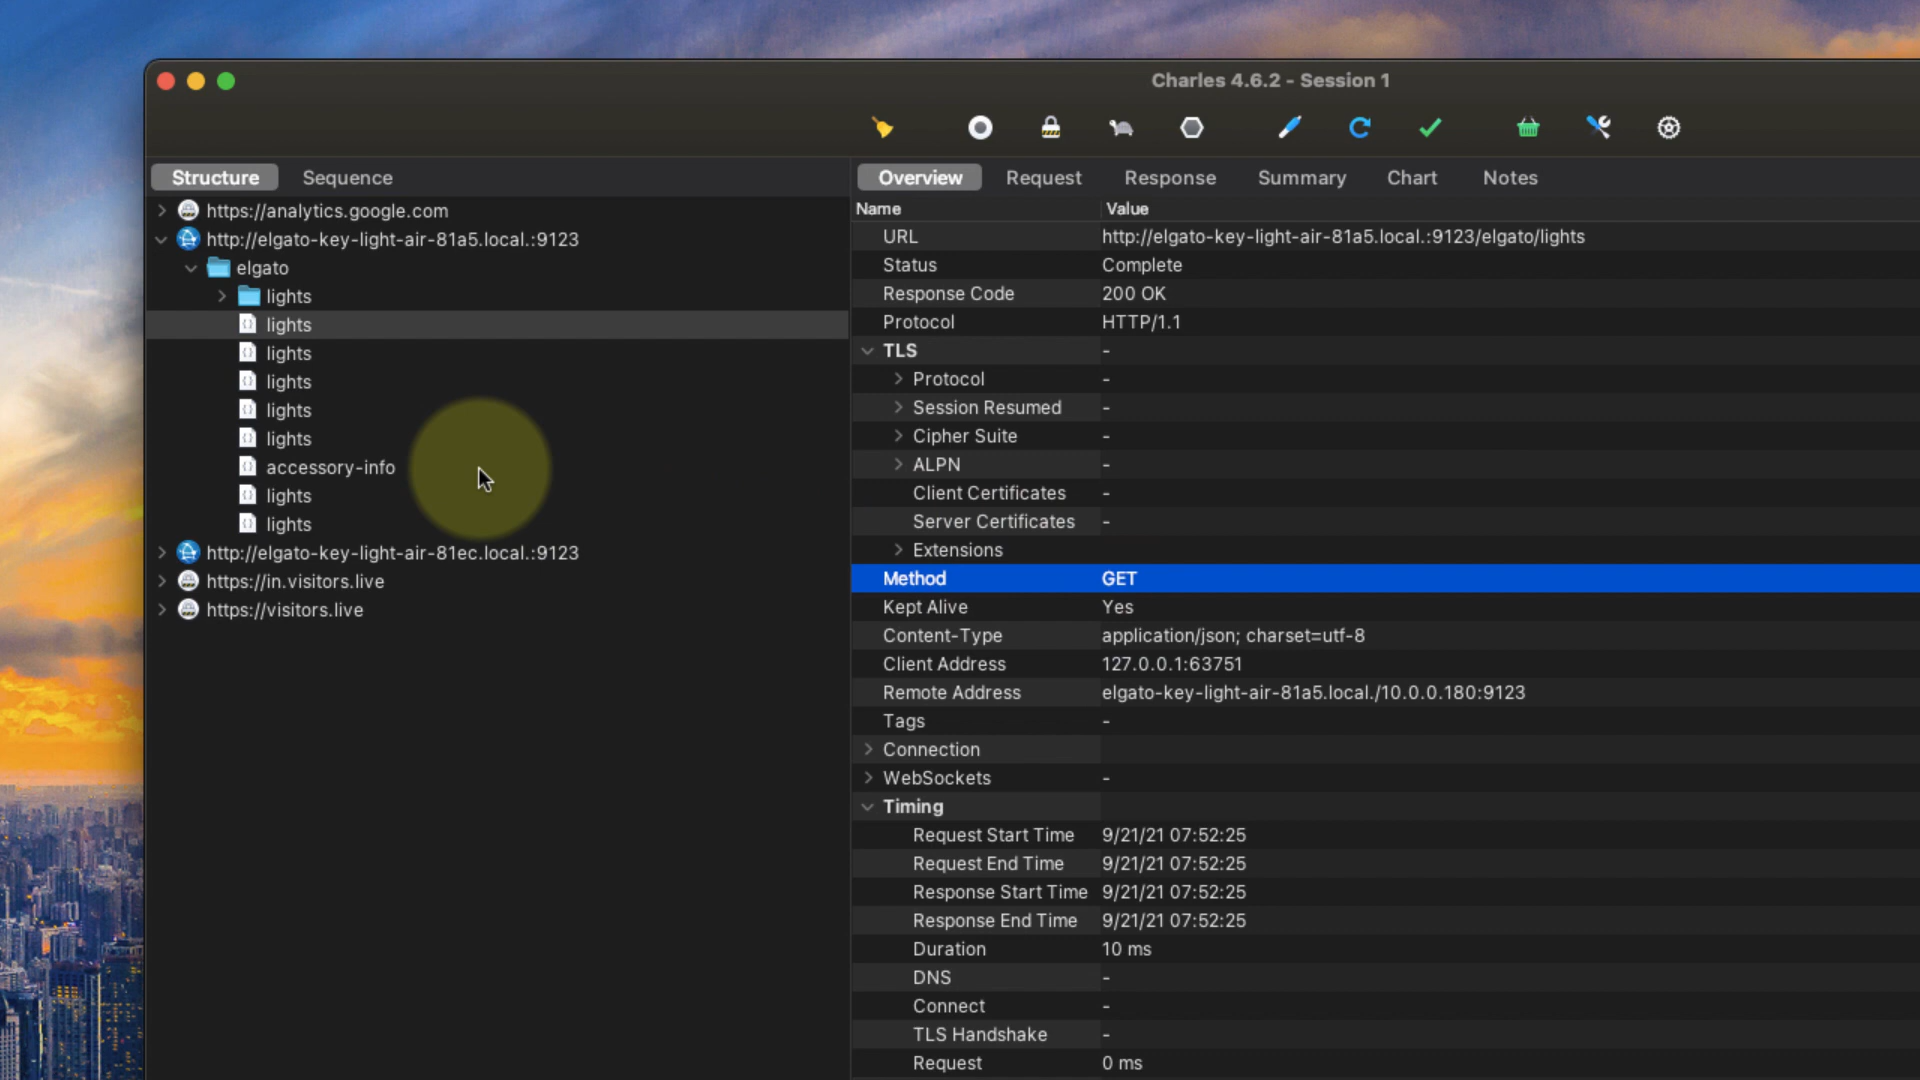 Charles 4.6.2 - Session 1
Structure
Sequence
https://analytics.google.com
http://elgato-key-light-air-81a5.local.:9123
elgato
lights
lights
lights
lights
lights
lights
accessory-info
lights
lights
http://elgato-key-light-air-81ec.local.:9123
https://in.visitors.live
https://visitors.live
Overview
Request
Response
Summary
Chart
Notes
Name Value
URL http://elgato-key-light-air-81a5.local.:9123/elgato/lights
Status Complete
Response Code 200 OK
Protocol HTTP/1.1
TLS -
Protocol -
Session Resumed -
Cipher Suite -
ALPN -
Client Certificates -
Server Certificates -
Extensions
Method GET
Kept Alive Yes
Content-Type application/json; charset=utf-8
Client Address 127.0.0.1:63751
Remote Address elgato-key-light-air-81a5.local./10.0.0.180:9123
Tags -
Connection
WebSockets -
Timing
Request Start Time 9/21/21 07:52:25
Request End Time 9/21/21 07:52:25
Response Start Time 9/21/21 07:52:25
Response End Time 9/21/21 07:52:25
Duration 10 ms
DNS -
Connect -
TLS Handshake -
Request 0 ms